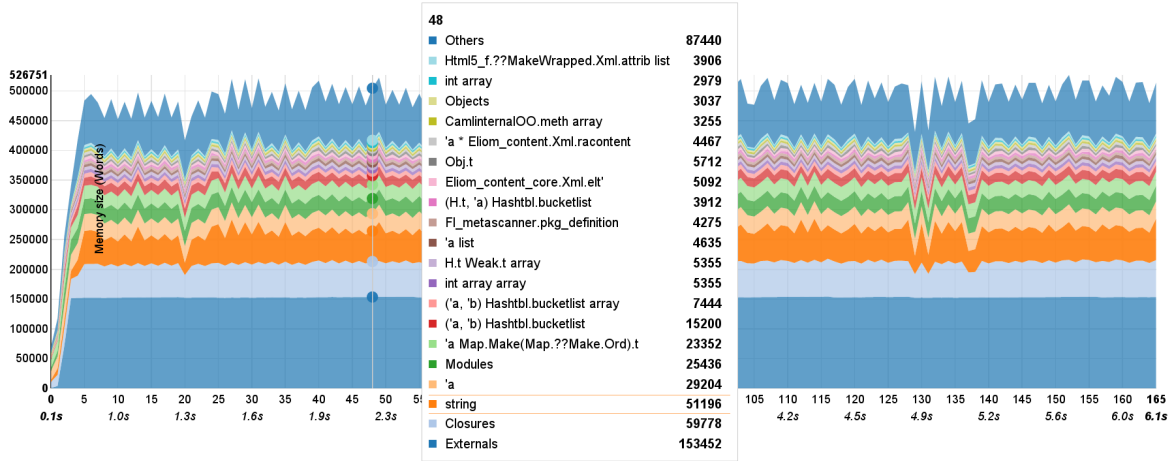 48
Others 87440
Html5_f.??MakeWrapped.Xml.attrib list 3906
int array 2979
Objects 3037
CamlinternalOO.meth array 3255
'a * Eliom_content.Xml.racontent 4467
Obj.t 5712
Eliom_content_core.Xml.elt' 5092
(H.t, 'a) Hashtbl.bucketlist 3912
Fl_metascanner.pkg_definition 4275
'a list 4635
H.t Weak.t array 5355
int array array 5355
('a, 'b) Hashtbl.bucketlist array 7444
('a, 'b) Hashtbl.bucketlist 15200
'a Map.Make(Map.??Make.Ord).t 23352
Modules 25436
'a 29204
string 51196
Closures 59778
Externals 153452
526751
500000
450000
400000
350000
300000
250000
200000
150000
100000
50000
0
Memory size (Words)
0 5 10 15 20 25 30 35 40 45 50 55 105 110 115 120 125 130 135 140 145 150 155 160 165
0.1s 1.0s 1.3s 1.6s 1.9s 2.3s 4.2s 4.5s 4.9s 5.2s 5.6s 6.0s 6.1s